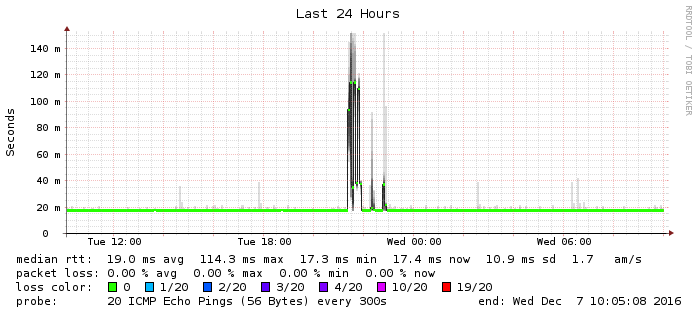 Last 24 Hours
RRDTOOL / TOBI OETIKER
Seconds
140 m
120 m
100 m
80 m
60 m
40 m
20 m
0
Tue 12:00 Tue 18:00 Wed 00:00 Wed 06:00
median rtt: 19.0 ms avg 114.3 ms max 17.3 ms min 17.4 ms now 10.9 ms sd 1.7 am/s
packet loss: 0.00 % avg 0.00 % max 0.00 % min 0.00 % now
loss color: 0 1/20 2/20 3/20 4/20 10/20 19/20
probe: 20 ICMP Echo Pings (56 Bytes) every 300s end: Wed Dec 7 10:05:08 2016